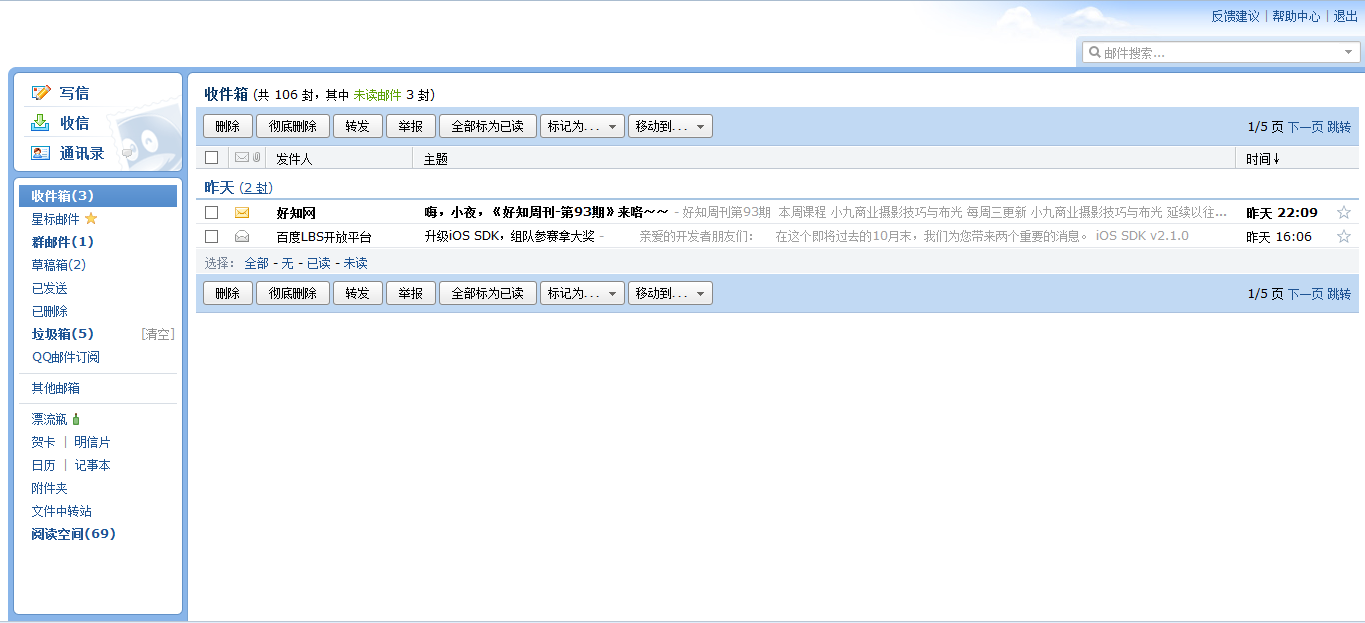 反馈建议 | 帮助中心 | 退出
邮件搜索...
写信
收信
通讯录
收件箱(3)
星标邮件
群邮件(1)
草稿箱(2)
已发送
已删除
垃圾箱(5) [清空]
QQ邮件订阅
其他邮箱
漂流瓶
贺卡 | 明信片
日历 | 记事本
附件夹
文件中转站
阅读空间(69)
收件箱 (共 106 封，其中 未读邮件 3 封)
删除 彻底删除 转发 举报 全部标为已读 标记为... 移动到... 1/5 页 下一页 跳转
发件人 主题 时间↓
昨天 (2 封)
好知网 嗨，小夜，《好知周刊-第93期》来咯～～ - 好知周刊第93期 本周课程 小九商业摄影技巧与布光 每周三更新 小九商业摄影技巧与布光 延续以往... 昨天 22:09
百度LBS开放平台 升级iOS SDK，组队参赛拿大奖 - 亲爱的开发者朋友们： 在这个即将过去的10月末，我们为您带来两个重要的消息。 iOS SDK v2.1.0 昨天 16:06
选择： 全部 - 无 - 已读 - 未读
删除 彻底删除 转发 举报 全部标为已读 标记为... 移动到... 1/5 页 下一页 跳转